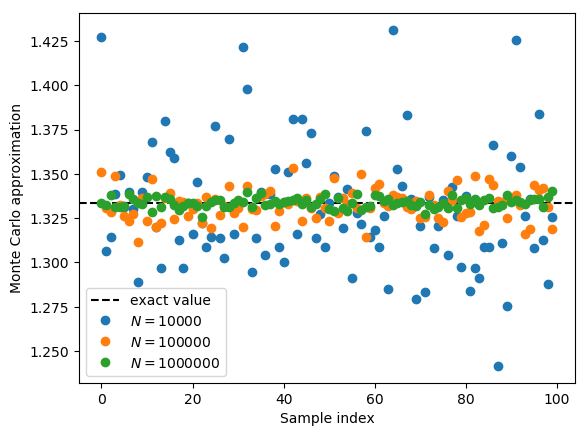 1.425
1.400
1.375
1.350
1.325
1.300
1.275
1.250
Monte Carlo approximation
exact value
N = 10000
N = 100000
N = 1000000
0
20
40
60
80
100
Sample index